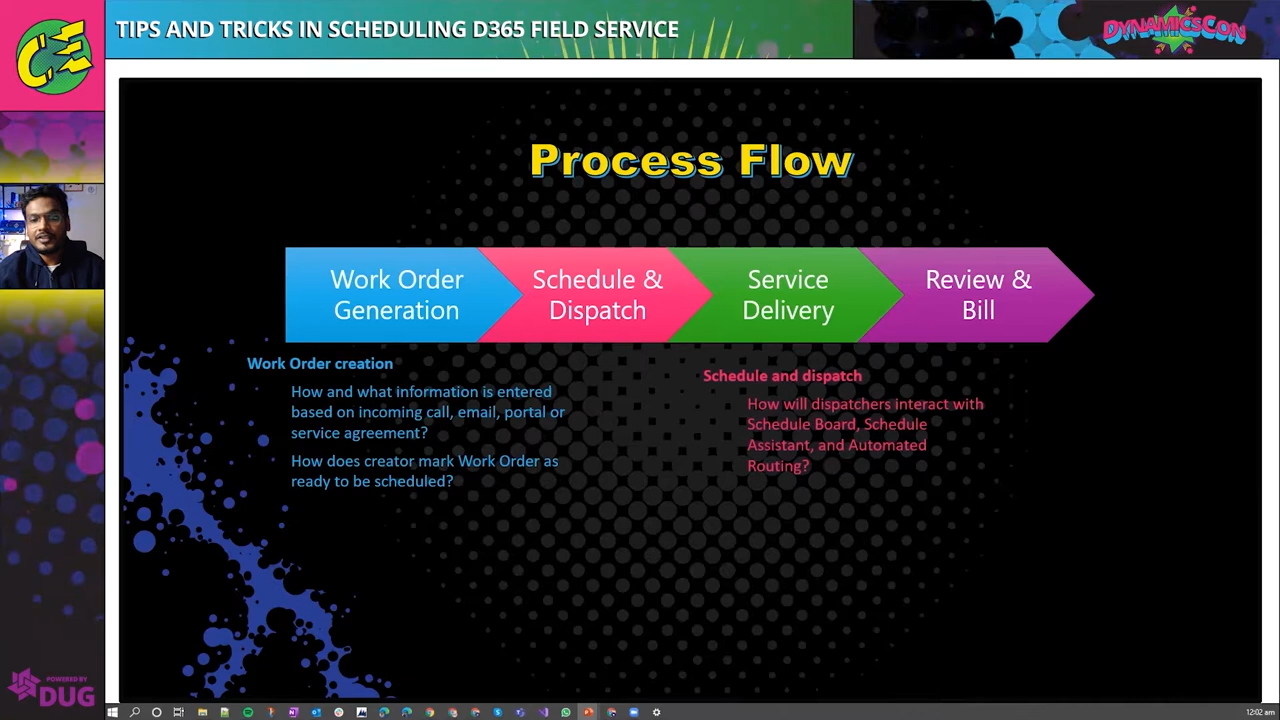 TIPS AND TRICKS IN SCHEDULING D365 FIELD SERVICE
CE
DYNAMICSCON
Process Flow
Work Order
Generation
Schedule &
Dispatch
Service
Delivery
Review &
Bill
Work Order creation
How and what information is entered
based on incoming call, email, portal or
service agreement?
How does creator mark Work Order as
ready to be scheduled?
Schedule and dispatch
How will dispatchers interact with
Schedule Board, Schedule
Assistant, and Automated
Routing?
POWERED BY
DUG
12:02 am